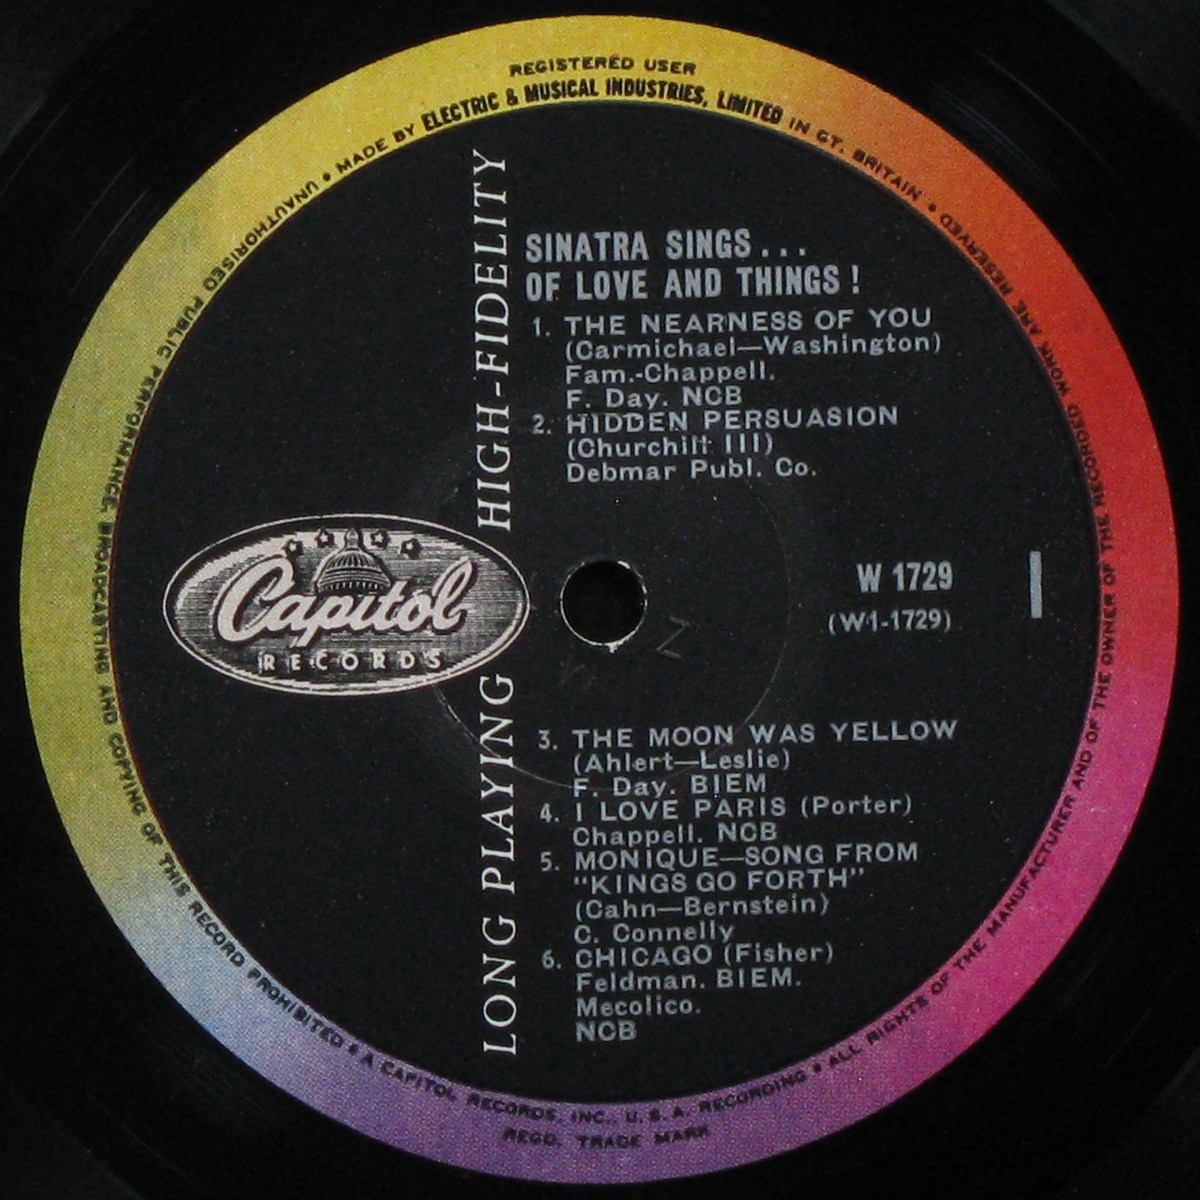 REGISTERED USER
UNAUTHORISED PUBLIC PERFORMANCE, BROADCASTING AND COPYING OF THIS RECORD PROHIBITED • A CAPITOL RECORDS, INC., U. S. A. RECORDING • ALL RIGHTS OF THE MANUFACTURER AND OF THE OWNER OF THE RECORDED WORK ARE RESERVED • MADE BY ELECTRIC & MUSICAL INDUSTRIES, LIMITED IN GT. BRITAIN •
REGD. TRADE MARK
LONG PLAYING HIGH-FIDELITY
Capitol
RECORDS
SINATRA SINGS...
OF LOVE AND THINGS!
1. THE NEARNESS OF YOU
(Carmichael—Washington)
Fam.-Chappell.
F. Day. NCB
2. HIDDEN PERSUASION
(Churchill III)
Debmar Publ. Co.
W 1729
(W1-1729)
1
3. THE MOON WAS YELLOW
(Ahlert—Leslie)
F. Day. BIEM
4. I LOVE PARIS (Porter)
Chappell. NCB
5. MONIQUE—SONG FROM
"KINGS GO FORTH"
(Cahn—Bernstein)
C. Connelly
6. CHICAGO (Fisher)
Feldman. BIEM.
Mecolico.
NCB